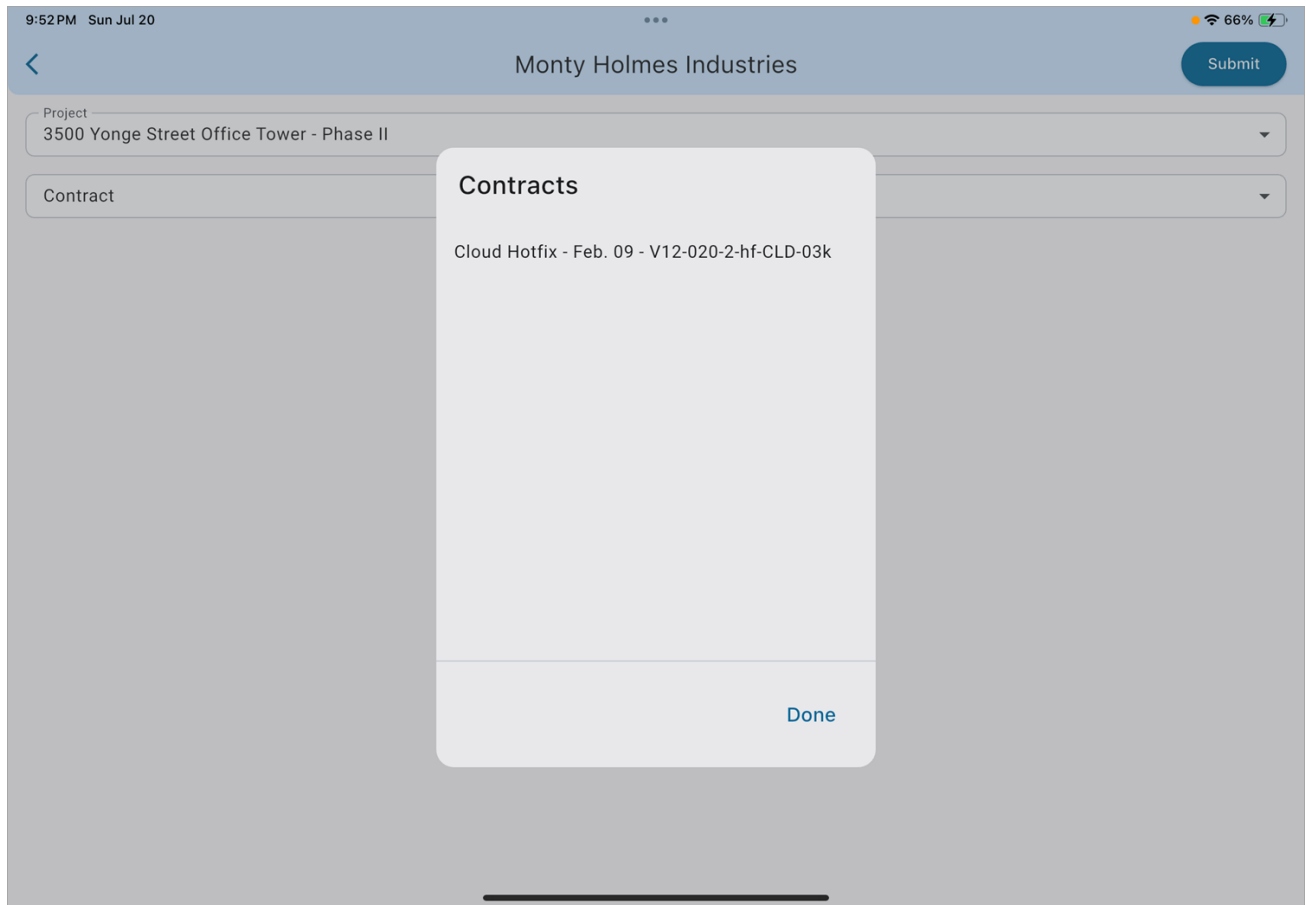 9:52 PM Sun Jul 20
66%
Monty Holmes Industries
Submit
Project
3500 Yonge Street Office Tower - Phase II
Contract
Contracts
Cloud Hotfix - Feb. 09 - V12-020-2-hf-CLD-03k
Done